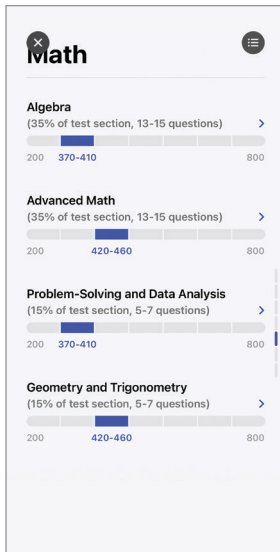 Math
Algebra
(35% of test section, 13-15 questions)
200 370-410 800
Advanced Math
(35% of test section, 13-15 questions)
200 420-460 800
Problem-Solving and Data Analysis
(15% of test section, 5-7 questions)
200 370-410 800
Geometry and Trigonometry
(15% of test section, 5-7 questions)
200 420-460 800